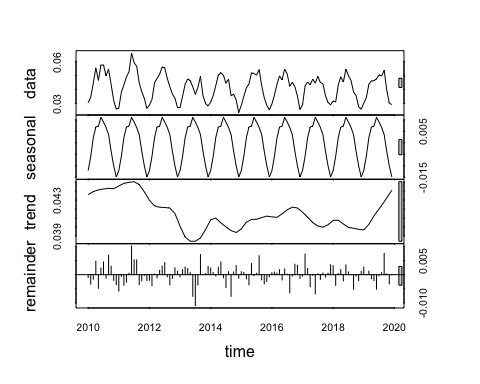 data
0.03 0.06
seasonal
-0.015 0.005
trend
0.039 0.043
remainder
-0.010 0.005
2010 2012 2014 2016 2018 2020
time